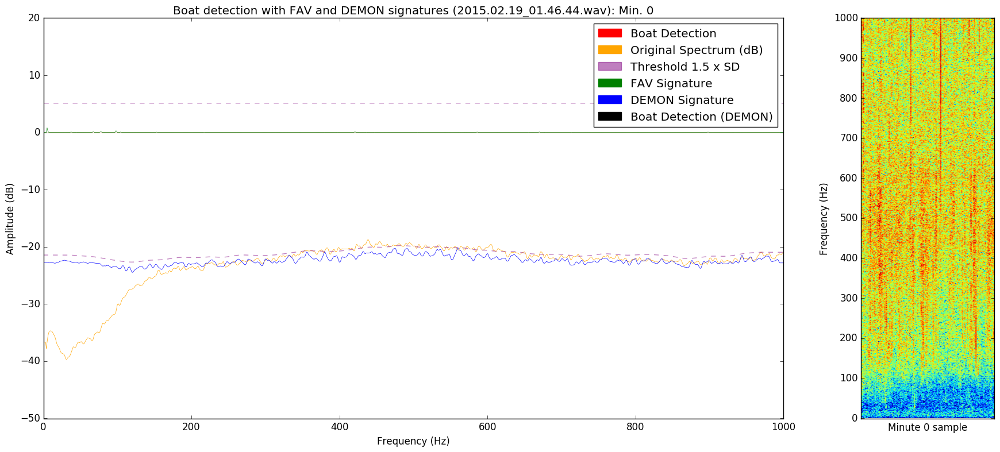 Boat detection with FAV and DEMON signatures (2015.02.19_01.46.44.wav): Min. 0
Boat Detection
Original Spectrum (dB)
Threshold 1.5 x SD
FAV Signature
DEMON Signature
Boat Detection (DEMON)
Amplitude (dB)
20
10
0
−10
−20
−30
−40
−50
0 200 400 600 800 1000
Frequency (Hz)
Frequency (Hz)
1000
900
800
700
600
500
400
300
200
100
0
Minute 0 sample